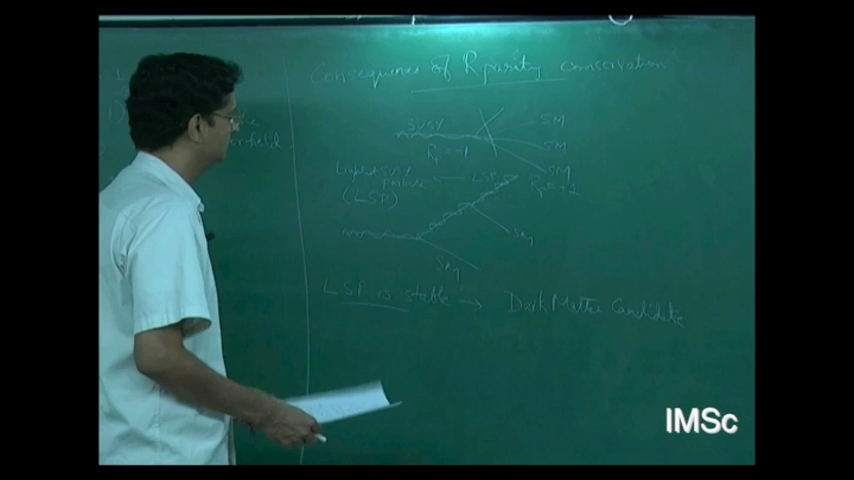 Consequence of R parity conservation
SUSY
SM
SM
Rp = -1
SM
Lightest SUSY
particle
LSP
Rp = +1
(LSP)
SM
SM
LSP is stable → Dark Matter Candidate
IMSc